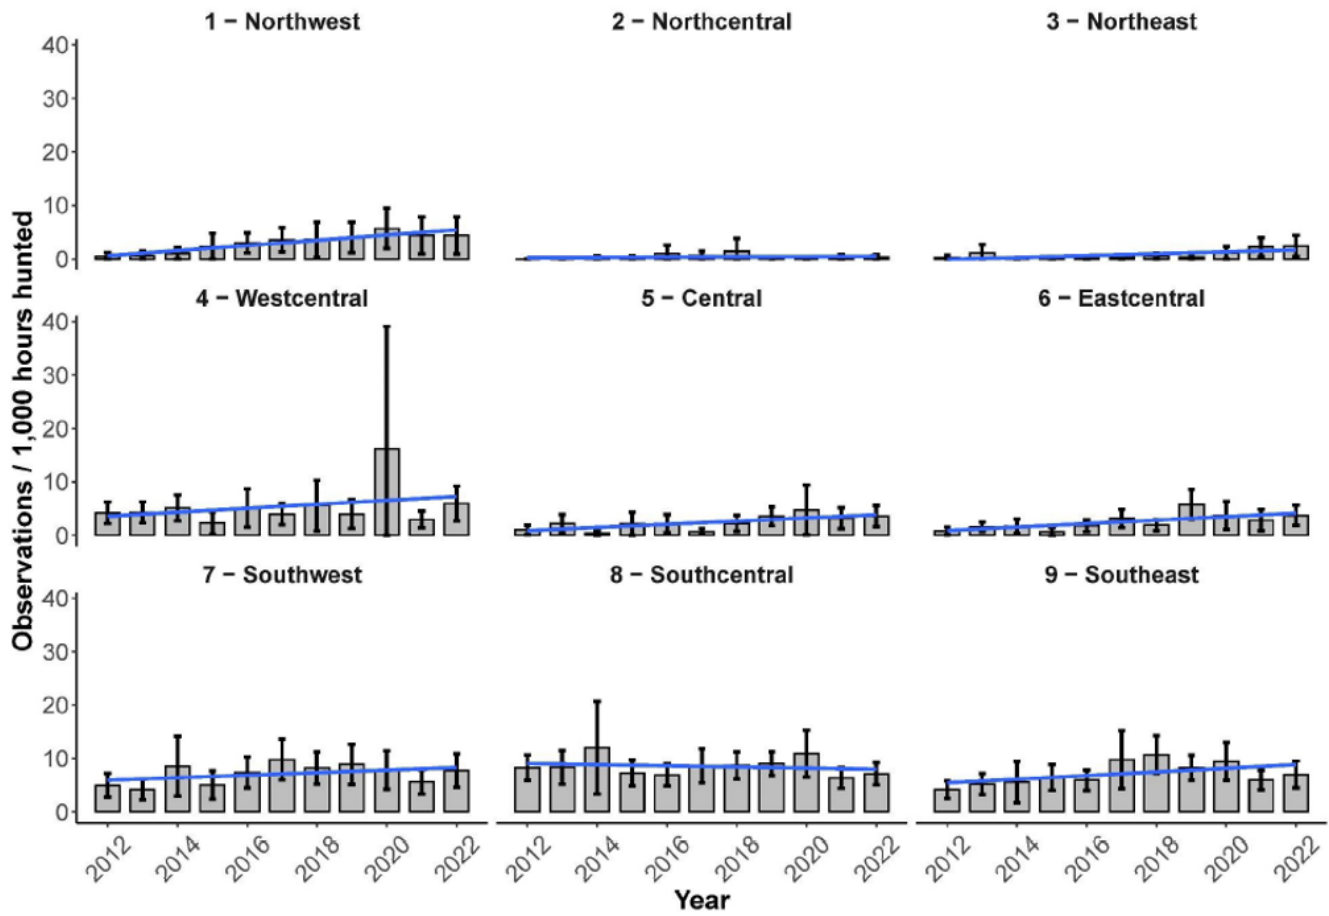 1 − Northwest
2 − Northcentral
3 − Northeast
40
30
20
10
0
4 − Westcentral
5 − Central
6 − Eastcentral
40
30
20
10
0
7 − Southwest
8 − Southcentral
9 − Southeast
40
30
20
10
0
Observations / 1,000 hours hunted
2012 2014 2016 2018 2020 2022
2012 2014 2016 2018 2020 2022
2012 2014 2016 2018 2020 2022
Year